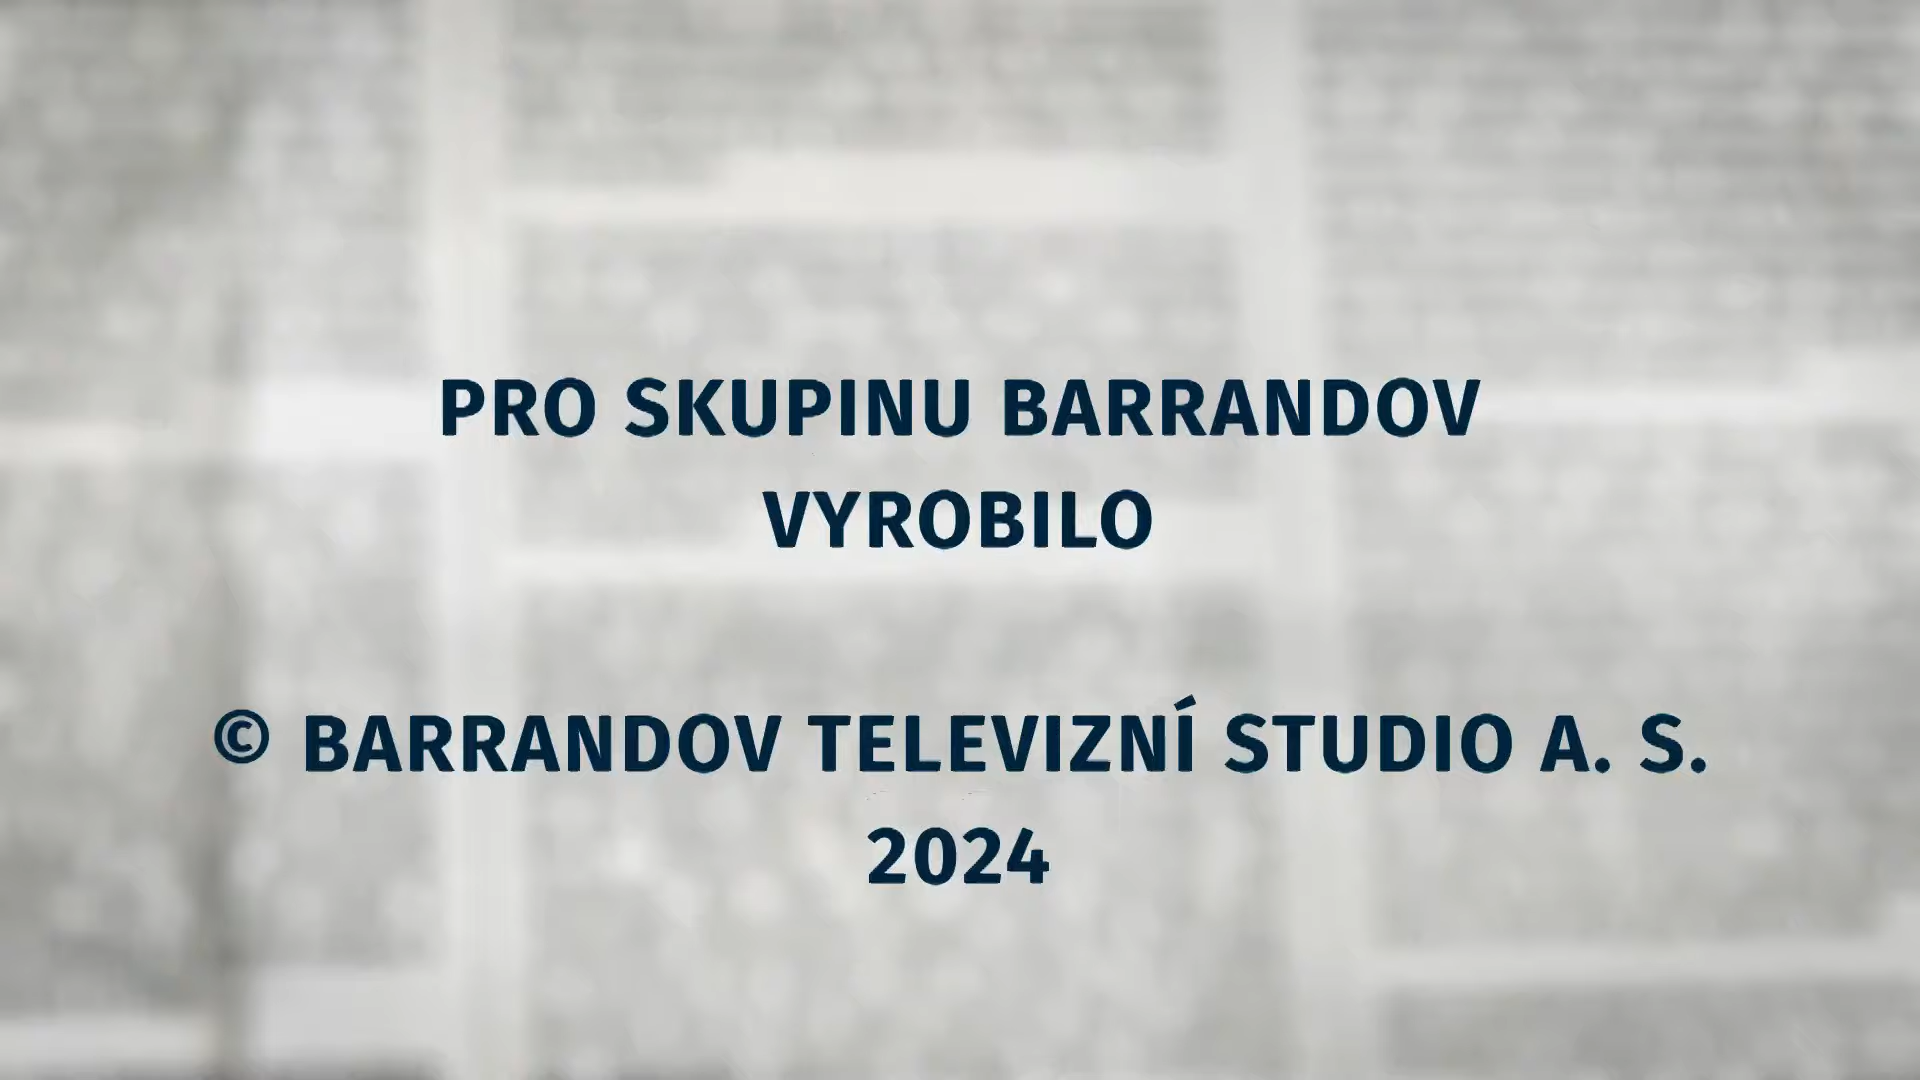 PRO SKUPINU BARRANDOV
VYROBILO
© BARRANDOV TELEVIZNÍ STUDIO A. S.
2024